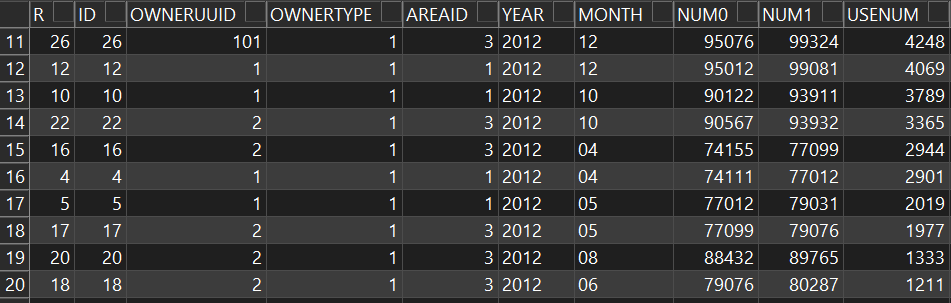 R ID OWNERUUID OWNERTYPE AREAID YEAR MONTH NUM0 NUM1 USENUM
11 26 26 101 1 3 2012 12 95076 99324 4248
12 12 12 1 1 1 2012 12 95012 99081 4069
13 10 10 1 1 1 2012 10 90122 93911 3789
14 22 22 2 1 3 2012 10 90567 93932 3365
15 16 16 2 1 3 2012 04 74155 77099 2944
16 4 4 1 1 1 2012 04 74111 77012 2901
17 5 5 1 1 1 2012 05 77012 79031 2019
18 17 17 2 1 3 2012 05 77099 79076 1977
19 20 20 2 1 3 2012 08 88432 89765 1333
20 18 18 2 1 3 2012 06 79076 80287 1211